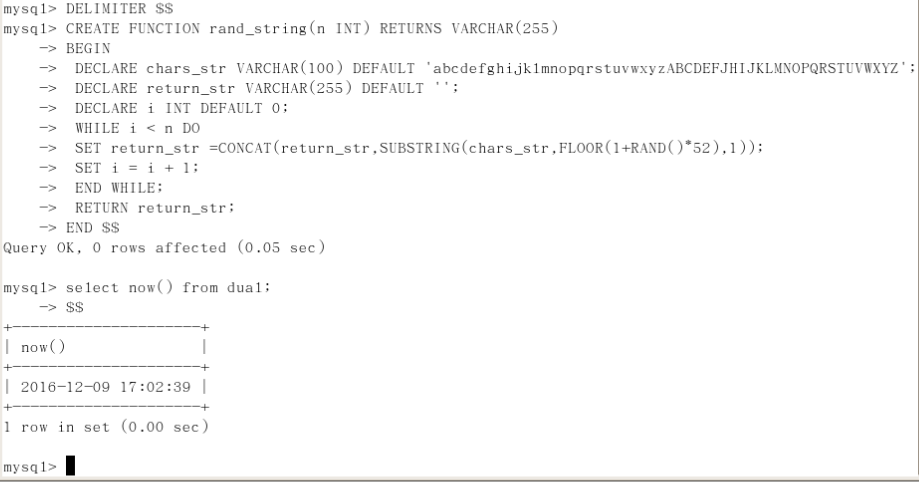 mysql> DELIMITER $$
mysql> CREATE FUNCTION rand_string(n INT) RETURNS VARCHAR(255)
    -> BEGIN
    ->  DECLARE chars_str VARCHAR(100) DEFAULT 'abcdefghijklmnopqrstuvwxyzABCDEFJHIJKLMNOPQRSTUVWXYZ';
    ->  DECLARE return_str VARCHAR(255) DEFAULT '';
    ->  DECLARE i INT DEFAULT 0;
    ->  WHILE i < n DO
    ->  SET return_str =CONCAT(return_str,SUBSTRING(chars_str,FLOOR(1+RAND()*52),1));
    ->  SET i = i + 1;
    ->  END WHILE;
    ->  RETURN return_str;
    -> END $$
Query OK, 0 rows affected (0.05 sec)
mysql> select now() from dual;
    -> $$
+---------------------+
| now()               |
+---------------------+
| 2016-12-09 17:02:39 |
+---------------------+
1 row in set (0.00 sec)
mysql>